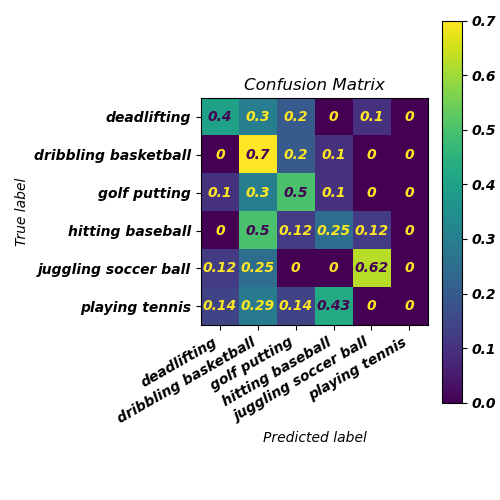 Confusion Matrix
0.7
0.6
0.5
0.4
0.3
0.2
0.1
0.0
True label
deadlifting 0.4 0.3 0.2 0 0.1 0
dribbling basketball 0 0.7 0.2 0.1 0 0
golf putting 0.1 0.3 0.5 0.1 0 0
hitting baseball 0 0.5 0.12 0.25 0.12 0
juggling soccer ball 0.12 0.25 0 0 0.62 0
playing tennis 0.14 0.29 0.14 0.43 0 0
deadlifting
dribbling basketball
golf putting
hitting baseball
juggling soccer ball
playing tennis
Predicted label